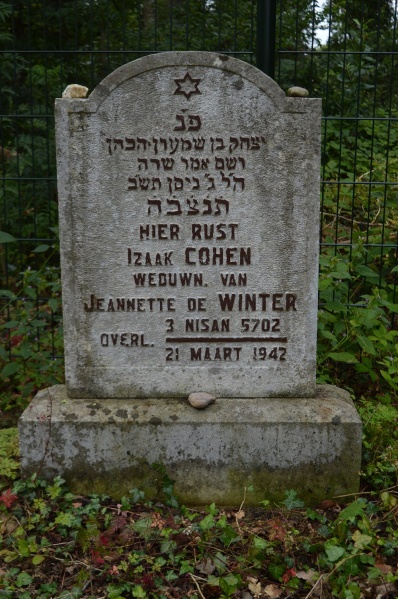 פנ
יצחק בן שמעון-הכהן
ושם אמו שרה
הל׳ ג׳ ניסן תש״ב
תנצבה
HIER RUST
IZAAK COHEN
WEDUWN. VAN
JEANNETTE DE WINTER
OVERL. 3 NISAN 5702
21 MAART 1942